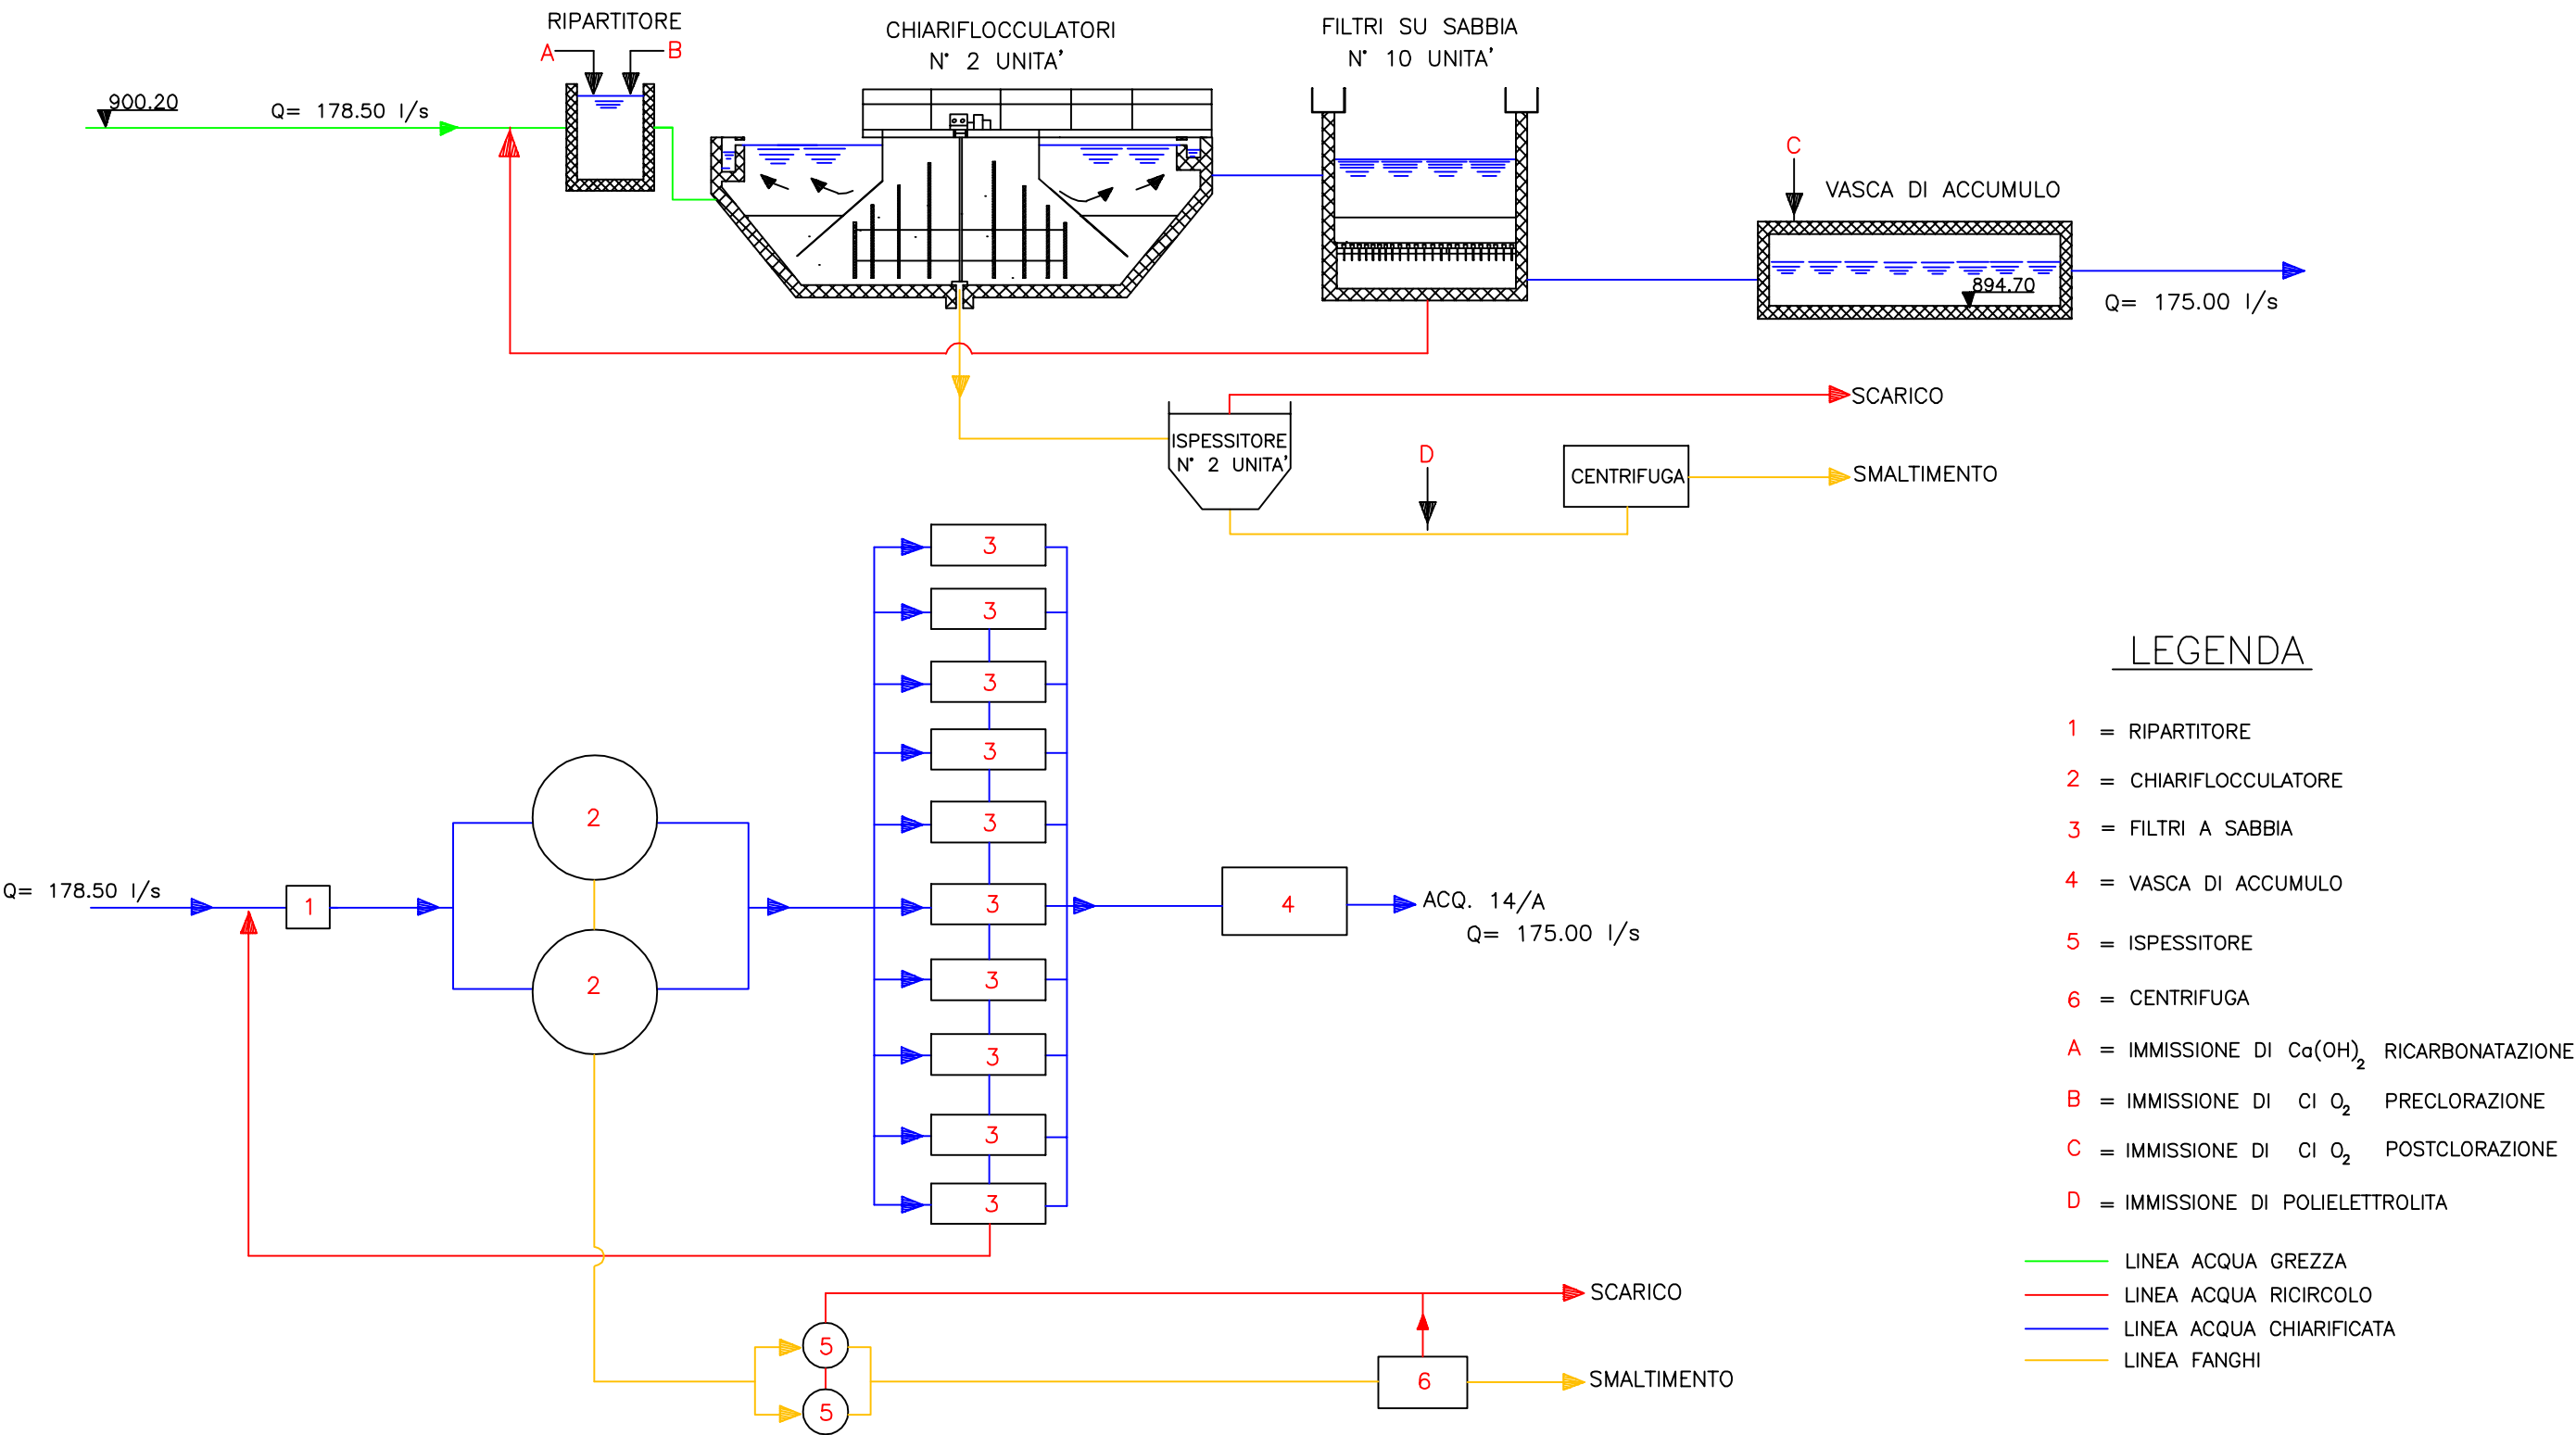 RIPARTITORE
A
B
CHIARIFLOCCULATORI
N° 2 UNITA'
FILTRI SU SABBIA
N° 10 UNITA'
900.20
Q= 178.50 l/s
C
VASCA DI ACCUMULO
894.70
Q= 175.00 l/s
SCARICO
ISPESSITORE
N° 2 UNITA'
D
CENTRIFUGA
SMALTIMENTO
3
3
3
3
3
3
3
3
3
3
Q= 178.50 l/s
1
2
2
4
ACQ. 14/A
Q= 175.00 l/s
SCARICO
5
5
6
SMALTIMENTO
LEGENDA
1 = RIPARTITORE
2 = CHIARIFLOCCULATORE
3 = FILTRI A SABBIA
4 = VASCA DI ACCUMULO
5 = ISPESSITORE
6 = CENTRIFUGA
A = IMMISSIONE DI Ca(OH)2 RICARBONATAZIONE
B = IMMISSIONE DI Cl O2 PRECLORAZIONE
C = IMMISSIONE DI Cl O2 POSTCLORAZIONE
D = IMMISSIONE DI POLIELETTROLITA
LINEA ACQUA GREZZA
LINEA ACQUA RICIRCOLO
LINEA ACQUA CHIARIFICATA
LINEA FANGHI